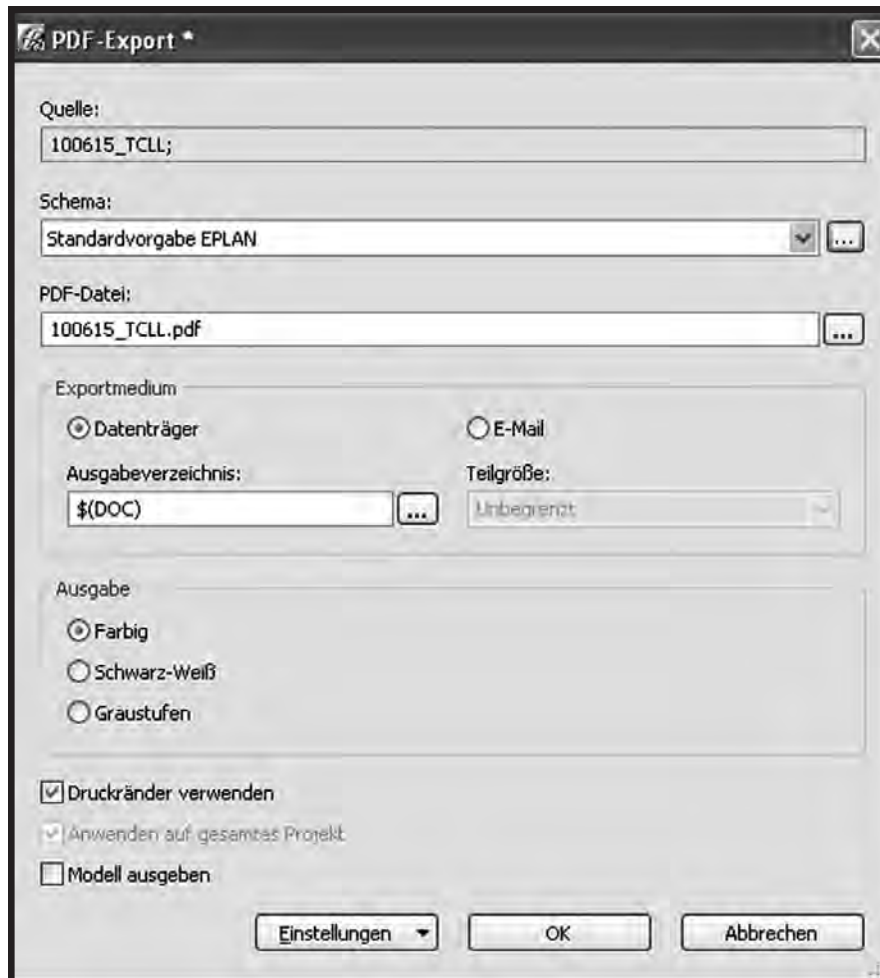 PDF-Export *
Quelle:
100615_TCLL;
Schema:
Standardvorgabe EPLAN
...
PDF-Datei:
100615_TCLL.pdf
...
Exportmedium
Datenträger
E-Mail
Ausgabeverzeichnis:
Teilgröße:
$(DOC)
...
Unbegrenzt
Ausgabe
Farbig
Schwarz-Weiß
Graustufen
Druckränder verwenden
Anwenden auf gesamtes Projekt
Modell ausgeben
Einstellungen
OK
Abbrechen